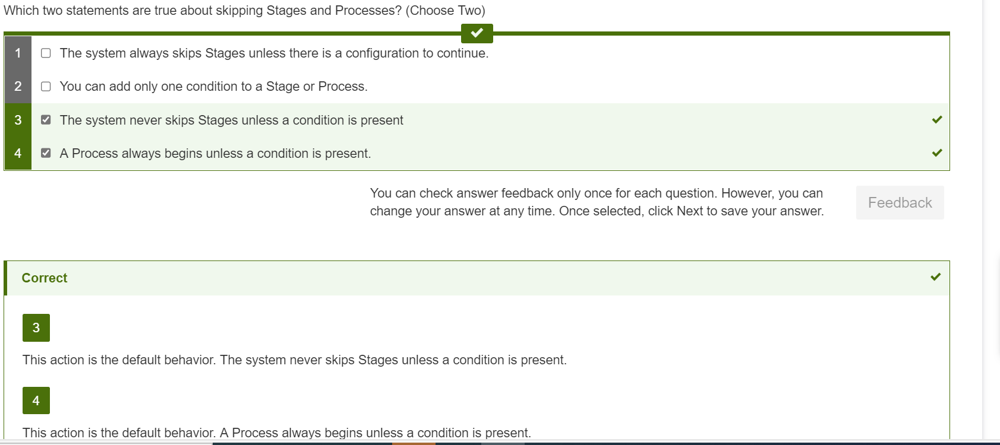 Which two statements are true about skipping Stages and Processes? (Choose Two)
1 The system always skips Stages unless there is a configuration to continue.
2 You can add only one condition to a Stage or Process.
3 The system never skips Stages unless a condition is present
4 A Process always begins unless a condition is present.
You can check answer feedback only once for each question. However, you can
change your answer at any time. Once selected, click Next to save your answer.
Feedback
Correct
3
This action is the default behavior. The system never skips Stages unless a condition is present.
4
This action is the default behavior. A Process always begins unless a condition is present.